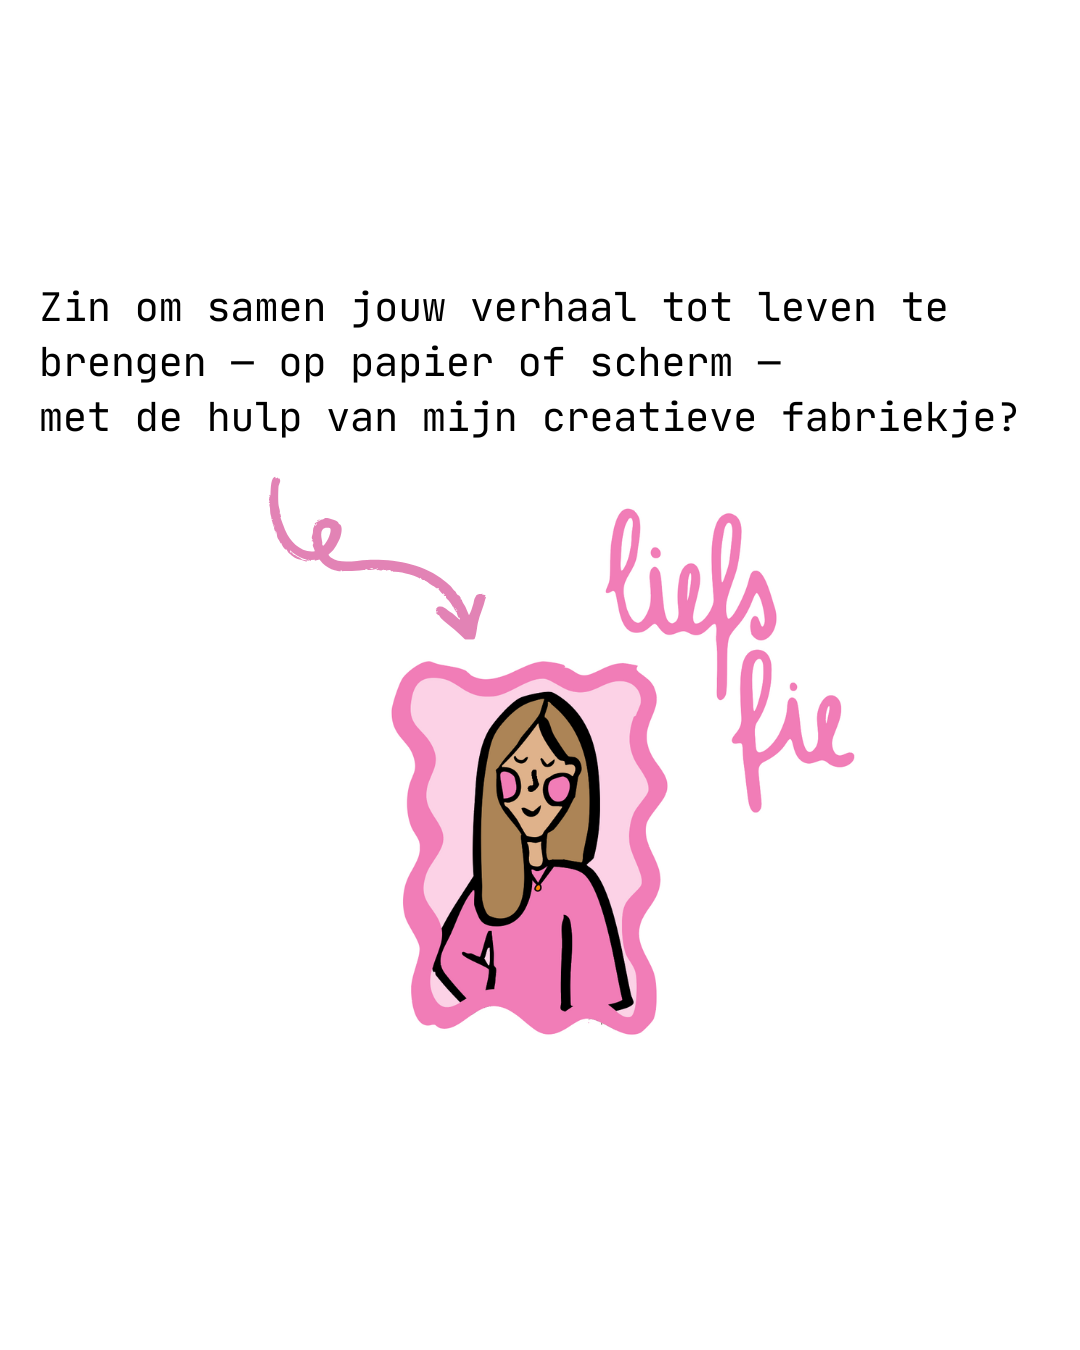 Zin om samen jouw verhaal tot leven te
brengen – op papier of scherm –
met de hulp van mijn creatieve fabriekje?
liefs
fie